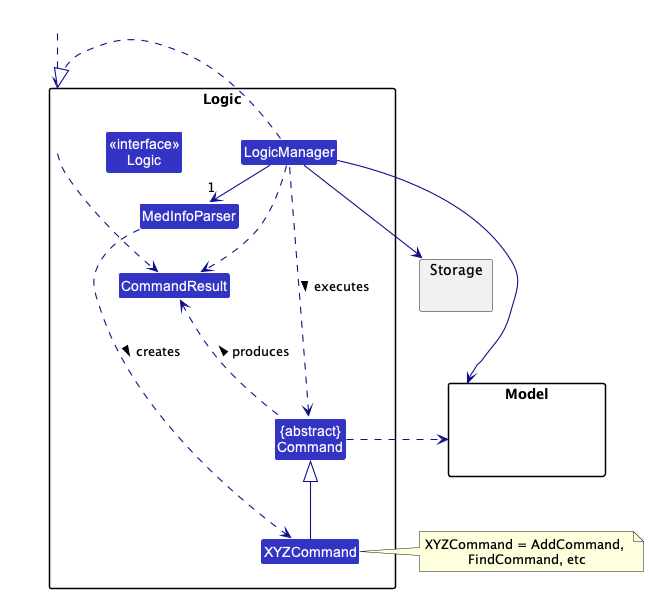 Logic
«interface»
Logic
LogicManager
1
MedInfoParser
CommandResult
Storage
executes
creates
produces
Model
{abstract}
Command
XYZCommand
XYZCommand = AddCommand,
FindCommand, etc